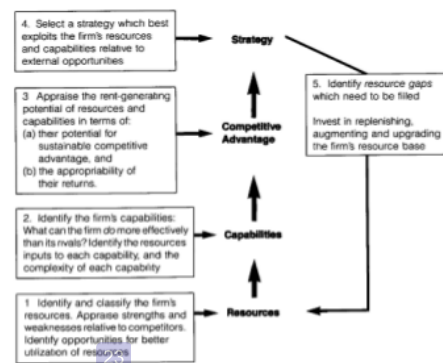 4. Select a strategy which best
exploits the firm's resources
and capabilities relative to
external opportunities
Strategy
3 Appraise the rent-generating
potential of resources and
capabilities in terms of:
(a) their potential for
sustainable competitive
advantage, and
(b) the appropriability of
their returns.
Competitive
Advantage
5. Identify resource gaps
which need to be filled
Invest in replenishing,
augmenting and upgrading
the firm's resource base
2. Identify the firm's capabilities:
What can the firm do more effectively
than its rivals? Identify the resources
inputs to each capability, and the
complexity of each capability
Capabilities
1 Identify and classify the firm's
resources. Appraise strengths and
weaknesses relative to competitors.
Identify opportunities for better
utilization of resources
Resources